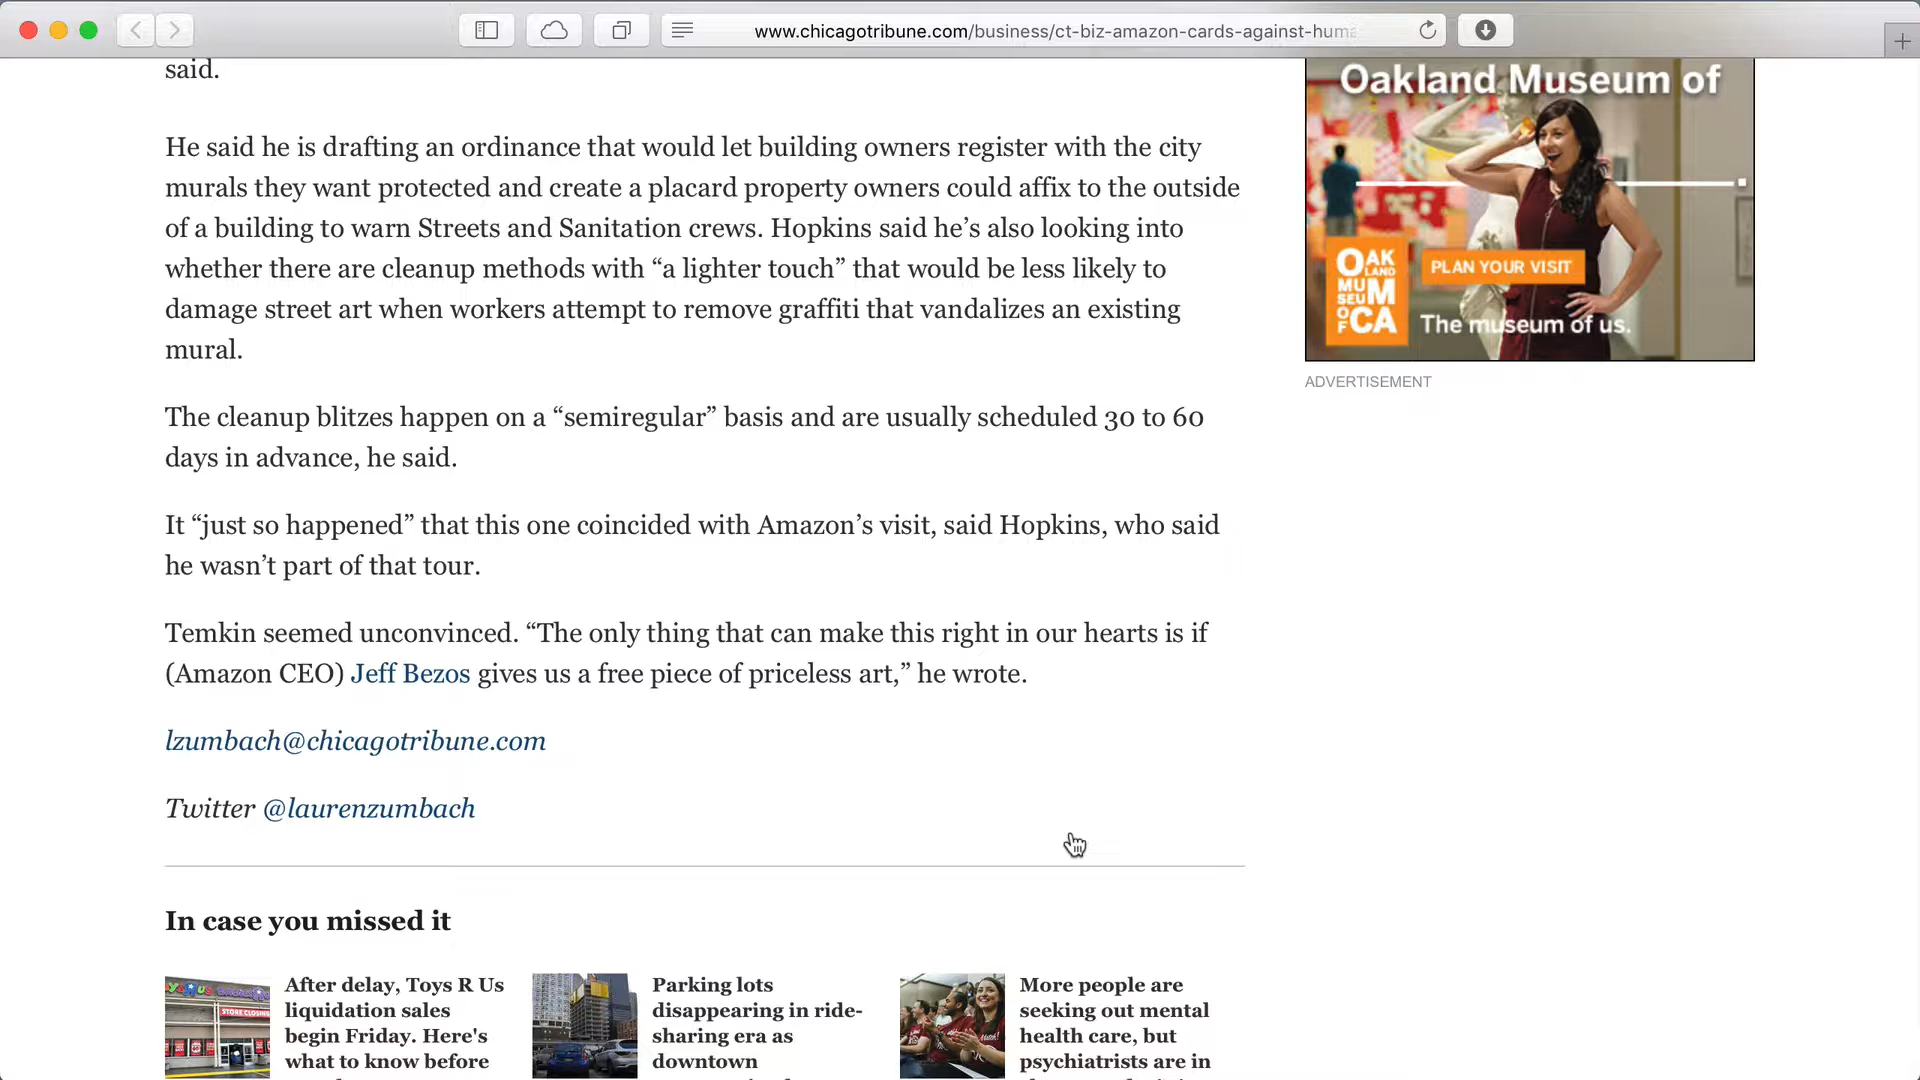 www.chicagotribune.com/business/ct-biz-amazon-cards-against-huma
said.
He said he is drafting an ordinance that would let building owners register with the city
murals they want protected and create a placard property owners could affix to the outside
of a building to warn Streets and Sanitation crews. Hopkins said he’s also looking into
whether there are cleanup methods with “a lighter touch” that would be less likely to
damage street art when workers attempt to remove graffiti that vandalizes an existing
mural.
The cleanup blitzes happen on a “semiregular” basis and are usually scheduled 30 to 60
days in advance, he said.
It “just so happened” that this one coincided with Amazon’s visit, said Hopkins, who said
he wasn’t part of that tour.
Temkin seemed unconvinced. “The only thing that can make this right in our hearts is if
(Amazon CEO) Jeff Bezos gives us a free piece of priceless art,” he wrote.
lzumbach@chicagotribune.com
Twitter @laurenzumbach
Oakland Museum of
OAK
LAND
MUSEUM
OF CA
PLAN YOUR VISIT
The museum of us.
ADVERTISEMENT
In case you missed it
STORE CLOSING
After delay, Toys R Us
liquidation sales
begin Friday. Here's
what to know before
Parking lots
disappearing in ride-
sharing era as
downtown
More people are
seeking out mental
health care, but
psychiatrists are in